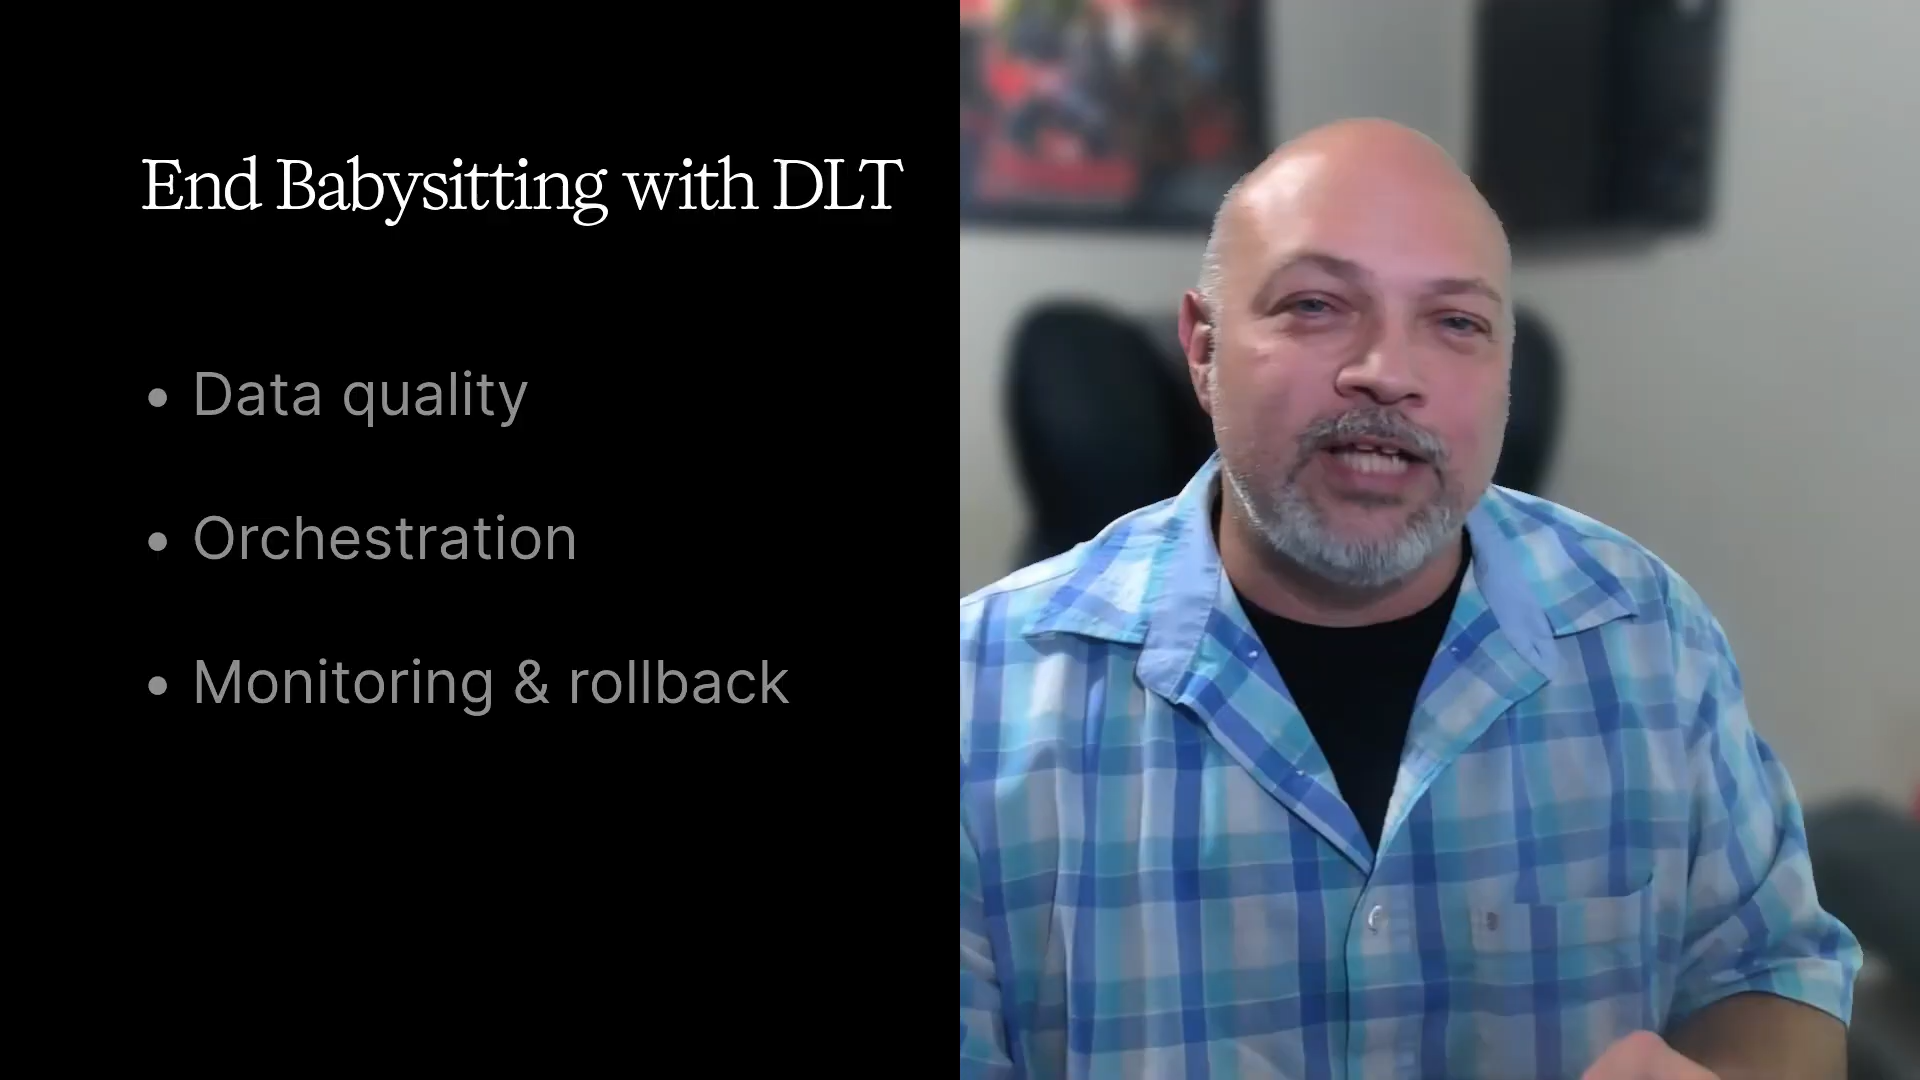 End Babysitting with DLT
• Data quality
• Orchestration
• Monitoring & rollback